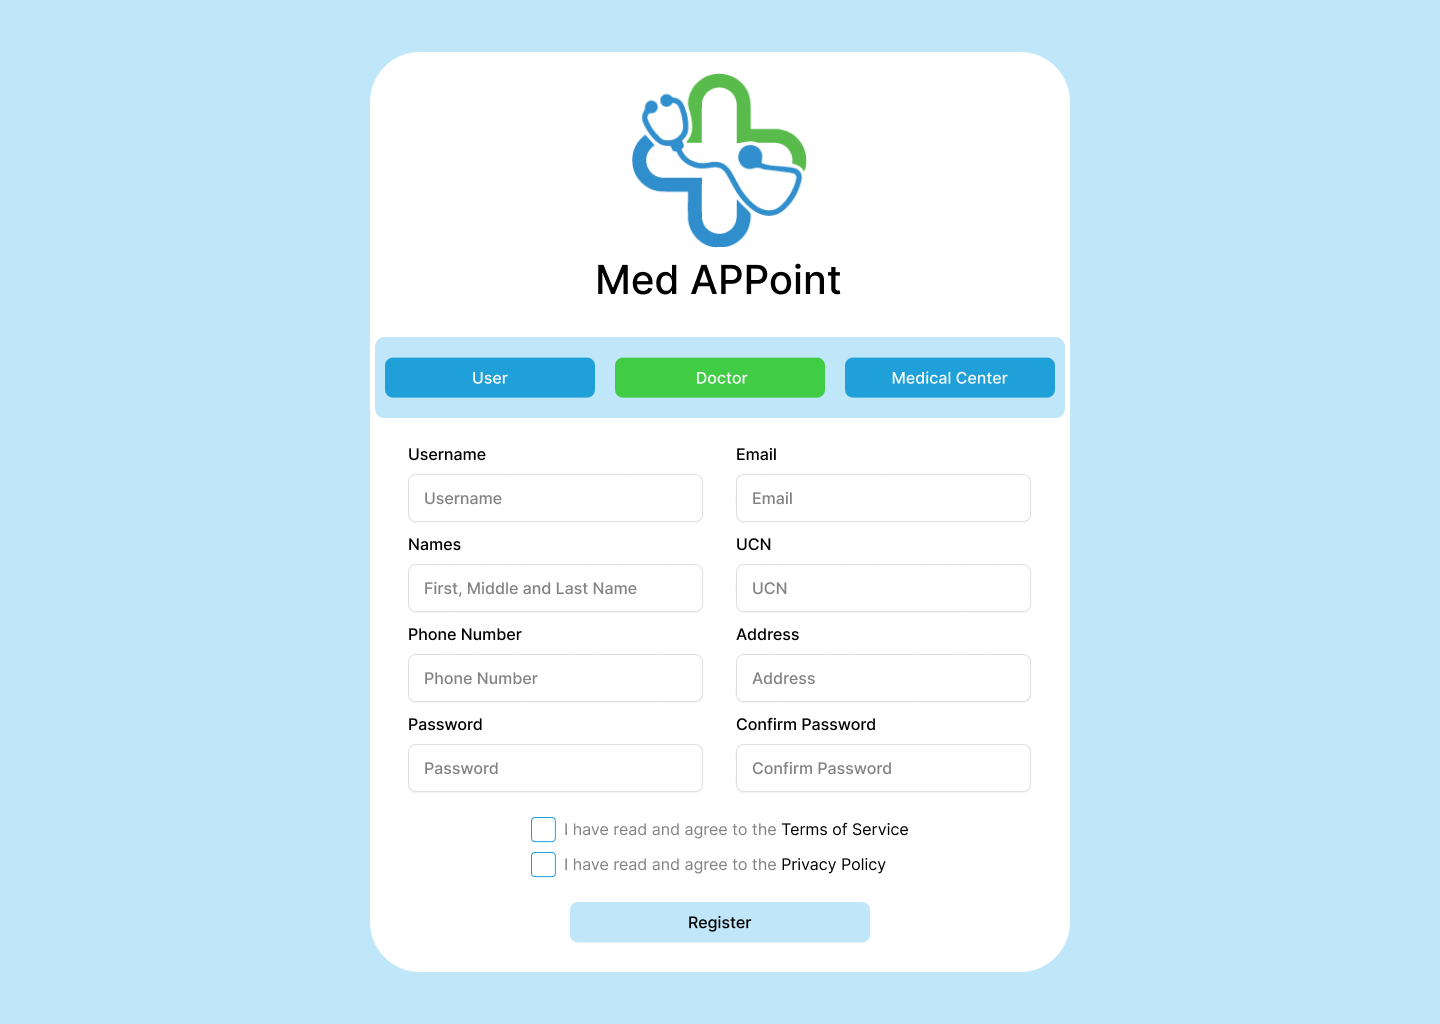 Med APPoint
User
Doctor
Medical Center
Username
Email
Username
Email
Names
UCN
First, Middle and Last Name
UCN
Phone Number
Address
Phone Number
Address
Password
Confirm Password
Password
Confirm Password
I have read and agree to the Terms of Service
I have read and agree to the Privacy Policy
Register